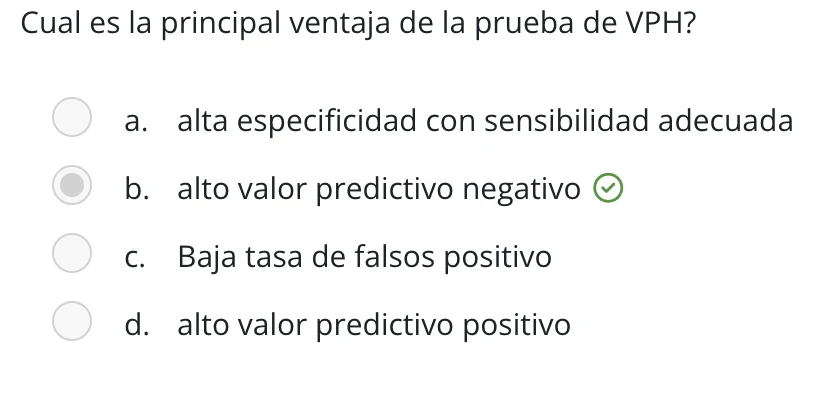 Cual es la principal ventaja de la prueba de VPH?
a. alta especificidad con sensibilidad adecuada
b. alto valor predictivo negativo
c. Baja tasa de falsos positivo
d. alto valor predictivo positivo